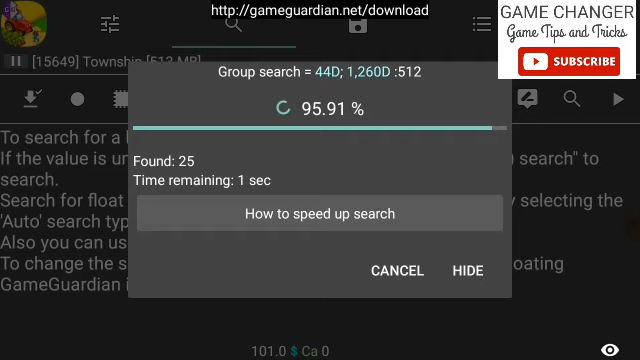 http://gameguardian.net/download
GAME CHANGER
Game Tips and Tricks
SUBSCRIBE
[15649] Township [513 MB]
Group search = 44D; 1,260D :512
95.91 %
To search for a
If the value is un
) search" to
search.
Search for float
y selecting the
'Auto' search typ
Also you can us
To change the s
oating
GameGuardian i
Found: 25
Time remaining: 1 sec
How to speed up search
CANCEL
HIDE
101.0 $ Ca 0